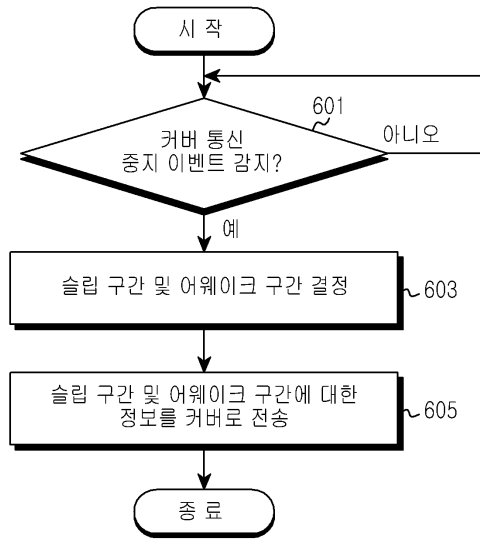 시 작
601
커버 통신
중지 이벤트 감지?
아니오
예
슬립 구간 및 어웨이크 구간 결정
603
슬립 구간 및 어웨이크 구간에 대한
정보를 커버로 전송
605
종 료